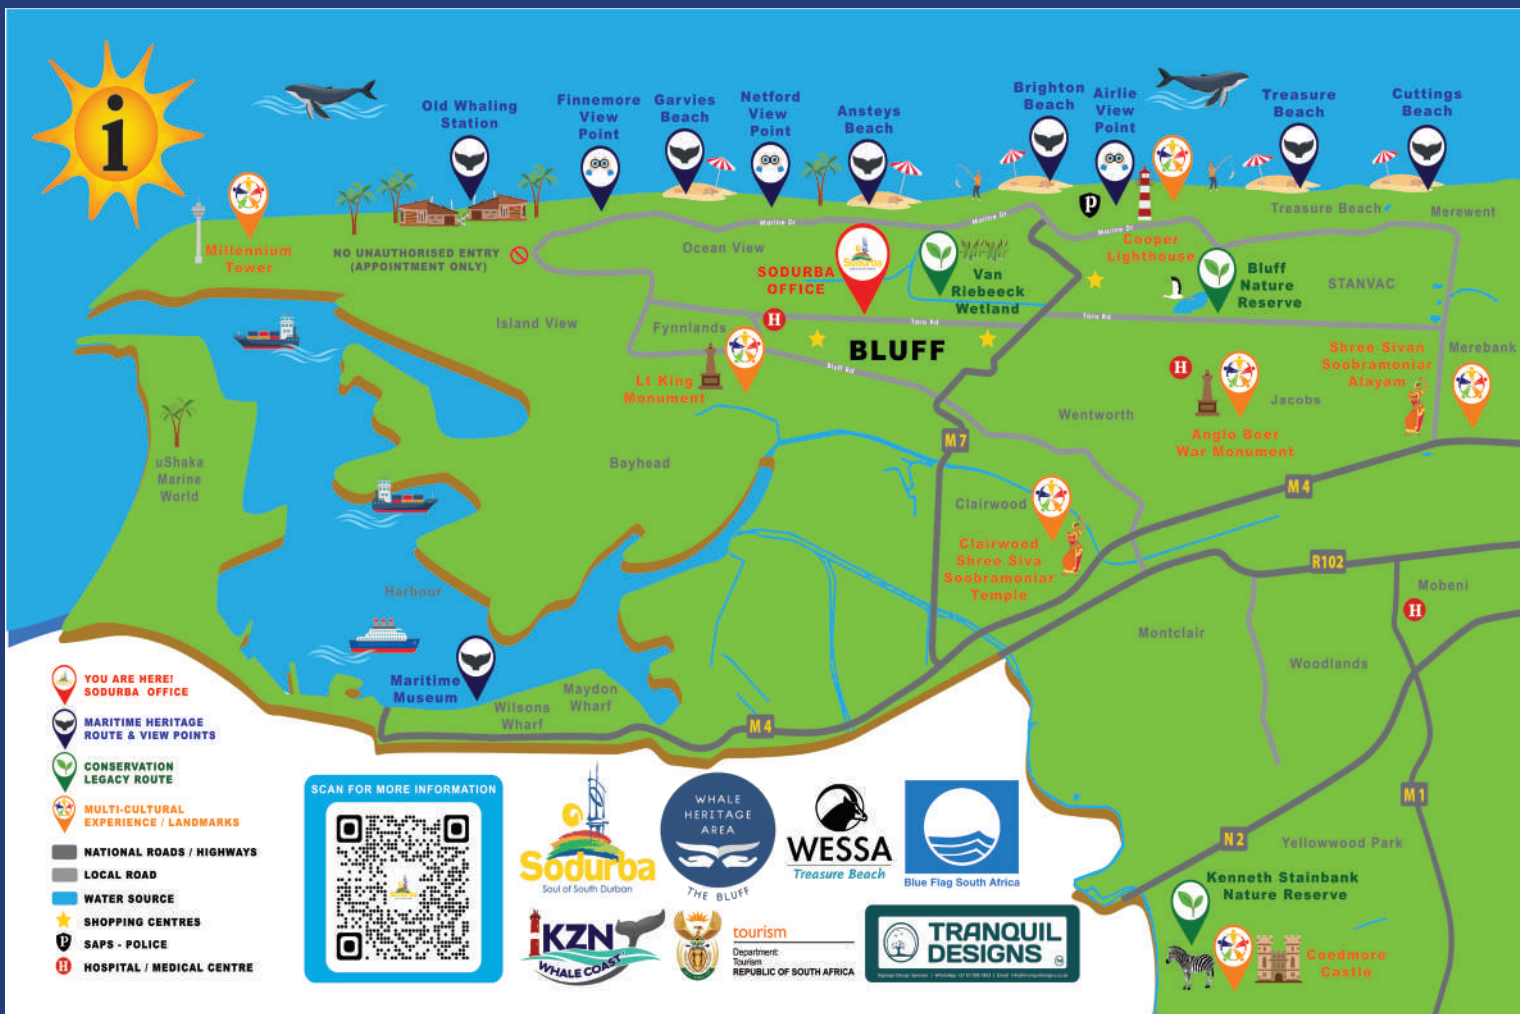 i
Old Whaling
Station
Finnemore
View
Point
Garvies
Beach
Netford
View
Point
Ansteys
Beach
Brighton
Beach
Airlie
View
Point
Treasure
Beach
Cuttings
Beach
Millennium
Tower
NO UNAUTHORISED ENTRY
(APPOINTMENT ONLY)
Marine Dr
Marine Dr
Marine Dr
P
Treasure Beach
Merewent
Ocean View
SODURBA
OFFICE
Sodurba
Van
Riebeeck
Wetland
Cooper
Lighthouse
Bluff
Nature
Reserve
STANVAC
Island View
Fynnlands
H
Tara Rd
Tara Rd
BLUFF
Bluff Rd
Lt King
Monument
Shree Sivan
Soobramoniar
Alayam
Merebank
H
Jacobs
Wentworth
Anglo Boer
War Monument
M7
M4
uShaka
Marine
World
Bayhead
Clairwood
Clairwood
Shree Siva
Soobramoniar
Temple
R102
Mobeni
H
Harbour
Montclair
Woodlands
Maritime
Museum
Wilsons
Wharf
Maydon
Wharf
M4
M1
N2
Yellowwood Park
Kenneth Stainbank
Nature Reserve
Coedmore
Castle
YOU ARE HERE!
SODURBA OFFICE
MARITIME HERITAGE
ROUTE & VIEW POINTS
CONSERVATION
LEGACY ROUTE
MULTI-CULTURAL
EXPERIENCE / LANDMARKS
NATIONAL ROADS / HIGHWAYS
LOCAL ROAD
WATER SOURCE
SHOPPING CENTRES
P SAPS - POLICE
H HOSPITAL / MEDICAL CENTRE
SCAN FOR MORE INFORMATION
Sodurba
Soul of South Durban
WHALE
HERITAGE
AREA
THE BLUFF
WESSA
Treasure Beach
Blue Flag South Africa
KZN
WHALE COAST
tourism
Department:
Tourism
REPUBLIC OF SOUTH AFRICA
TRANQUIL
DESIGNS